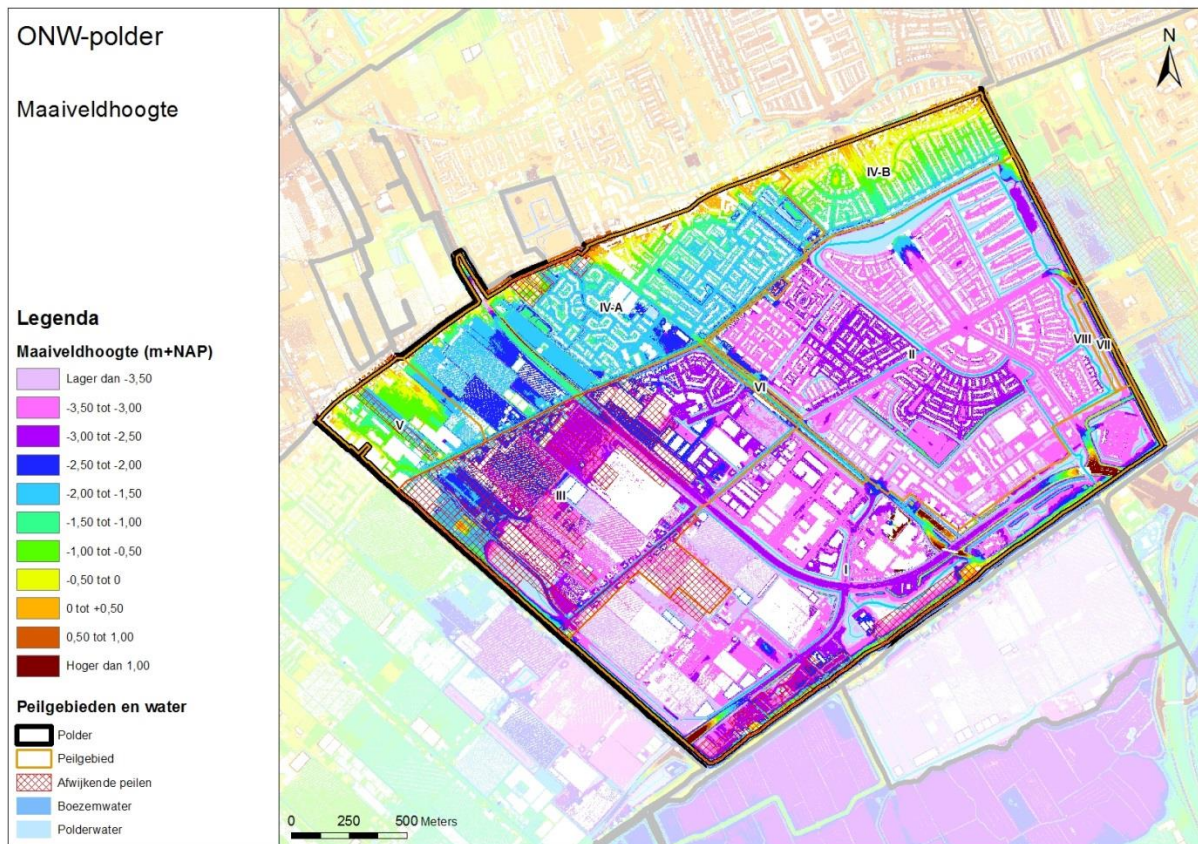 ONW-polder
Maaiveldhoogte
Legenda
Maaiveldhoogte (m+NAP)
Lager dan -3,50
-3,50 tot -3,00
-3,00 tot -2,50
-2,50 tot -2,00
-2,00 tot -1,50
-1,50 tot -1,00
-1,00 tot -0,50
-0,50 tot 0
0 tot +0,50
0,50 tot 1,00
Hoger dan 1,00
Peilgebieden en water
Polder
Peilgebied
Afwijkende peilen
Boezemwater
Polderwater
N
IV-B
IV-A
VIII
VII
II
VI
V
III
I
0 250 500 Meters